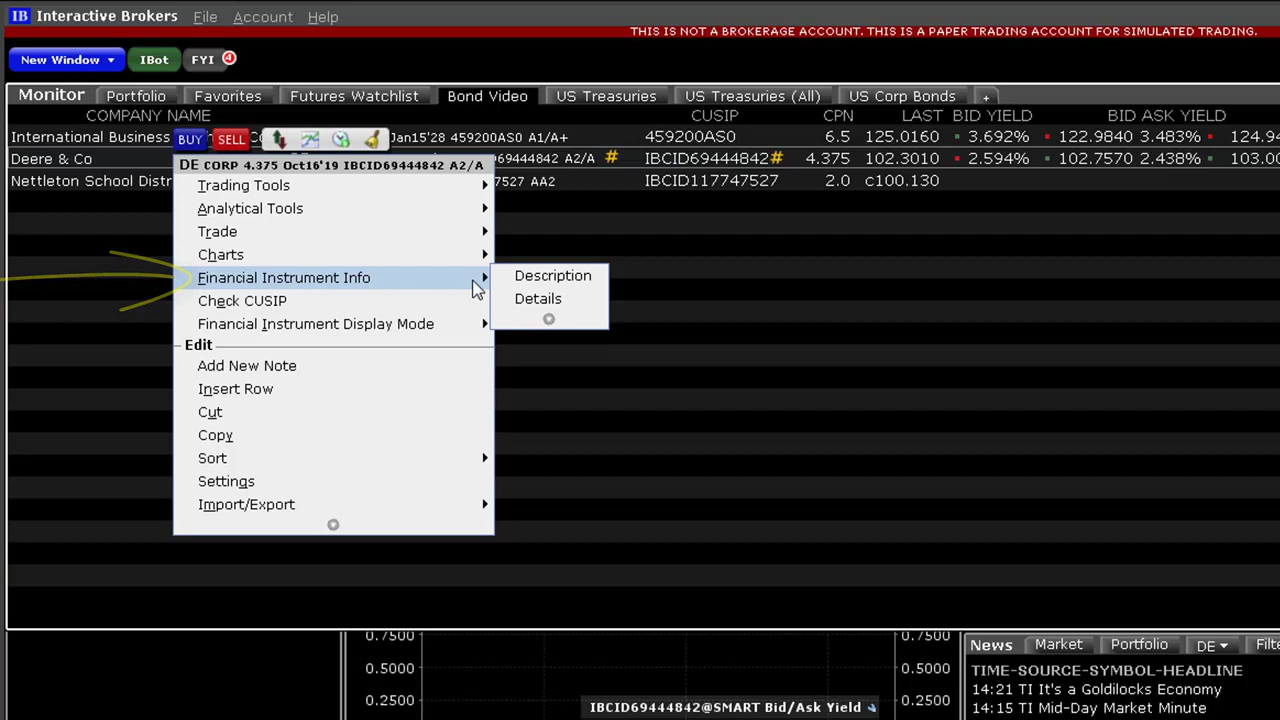 IB Interactive Brokers File Account Help
THIS IS NOT A BROKERAGE ACCOUNT. THIS IS A PAPER TRADING ACCOUNT FOR SIMULATED TRADING.
New Window IBot FYI 4
Monitor Portfolio Favorites Futures Watchlist Bond Video US Treasuries US Treasuries (All) US Corp Bonds +
COMPANY NAME CUSIP CPN LAST BID YIELD BID ASK YIELD
International Business BUY SELL Jan15'28 459200AS0 A1/A+ 459200AS0 6.5 125.0160 3.692% 122.9840 3.483% 124.94
Deere & Co 69444842 A2/A # IBCID69444842# 4.375 102.3010 2.594% 102.7570 2.438% 103.00
DE CORP 4.375 Oct16'19 IBCID69444842 A2/A
Nettleton School Distr 7527 AA2 IBCID117747527 2.0 c100.130
Trading Tools
Analytical Tools
Trade
Charts
Financial Instrument Info
Description
Details
Check CUSIP
Financial Instrument Display Mode
Edit
Add New Note
Insert Row
Cut
Copy
Sort
Settings
Import/Export
0.7500 0.7500
0.5000 0.5000
0.2500 0.2500
IBCID69444842@SMART Bid/Ask Yield
News Market Portfolio DE Filte
TIME-SOURCE-SYMBOL-HEADLINE
14:21 TI It's a Goldilocks Economy
14:15 TI Mid-Day Market Minute